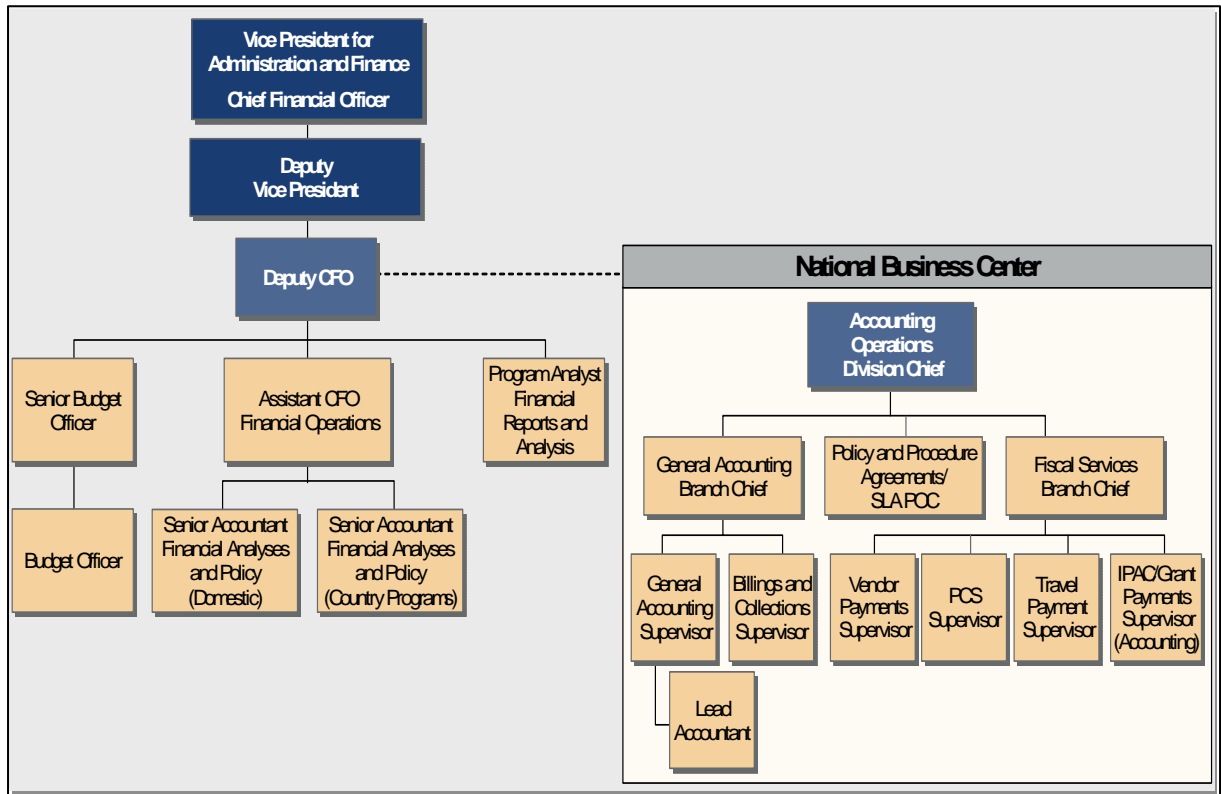 Vice President for
Administration and Finance
Chief Financial Officer
Deputy
Vice President
Deputy CFO
Senior Budget
Officer
Assistant CFO
Financial Operations
Program Analyst
Financial
Reports and
Analysis
Budget Officer
Senior Accountant
Financial Analyses
and Policy
(Domestic)
Senior Accountant
Financial Analyses
and Policy
(Country Programs)
National Business Center
Accounting
Operations
Division Chief
General Accounting
Branch Chief
Policy and Procedure
Agreements/
SLA POC
Fiscal Services
Branch Chief
General
Accounting
Supervisor
Billings and
Collections
Supervisor
Vendor
Payments
Supervisor
PCS
Supervisor
Travel
Payment
Supervisor
IPAC/Grant
Payments
Supervisor
(Accounting)
Lead
Accountant